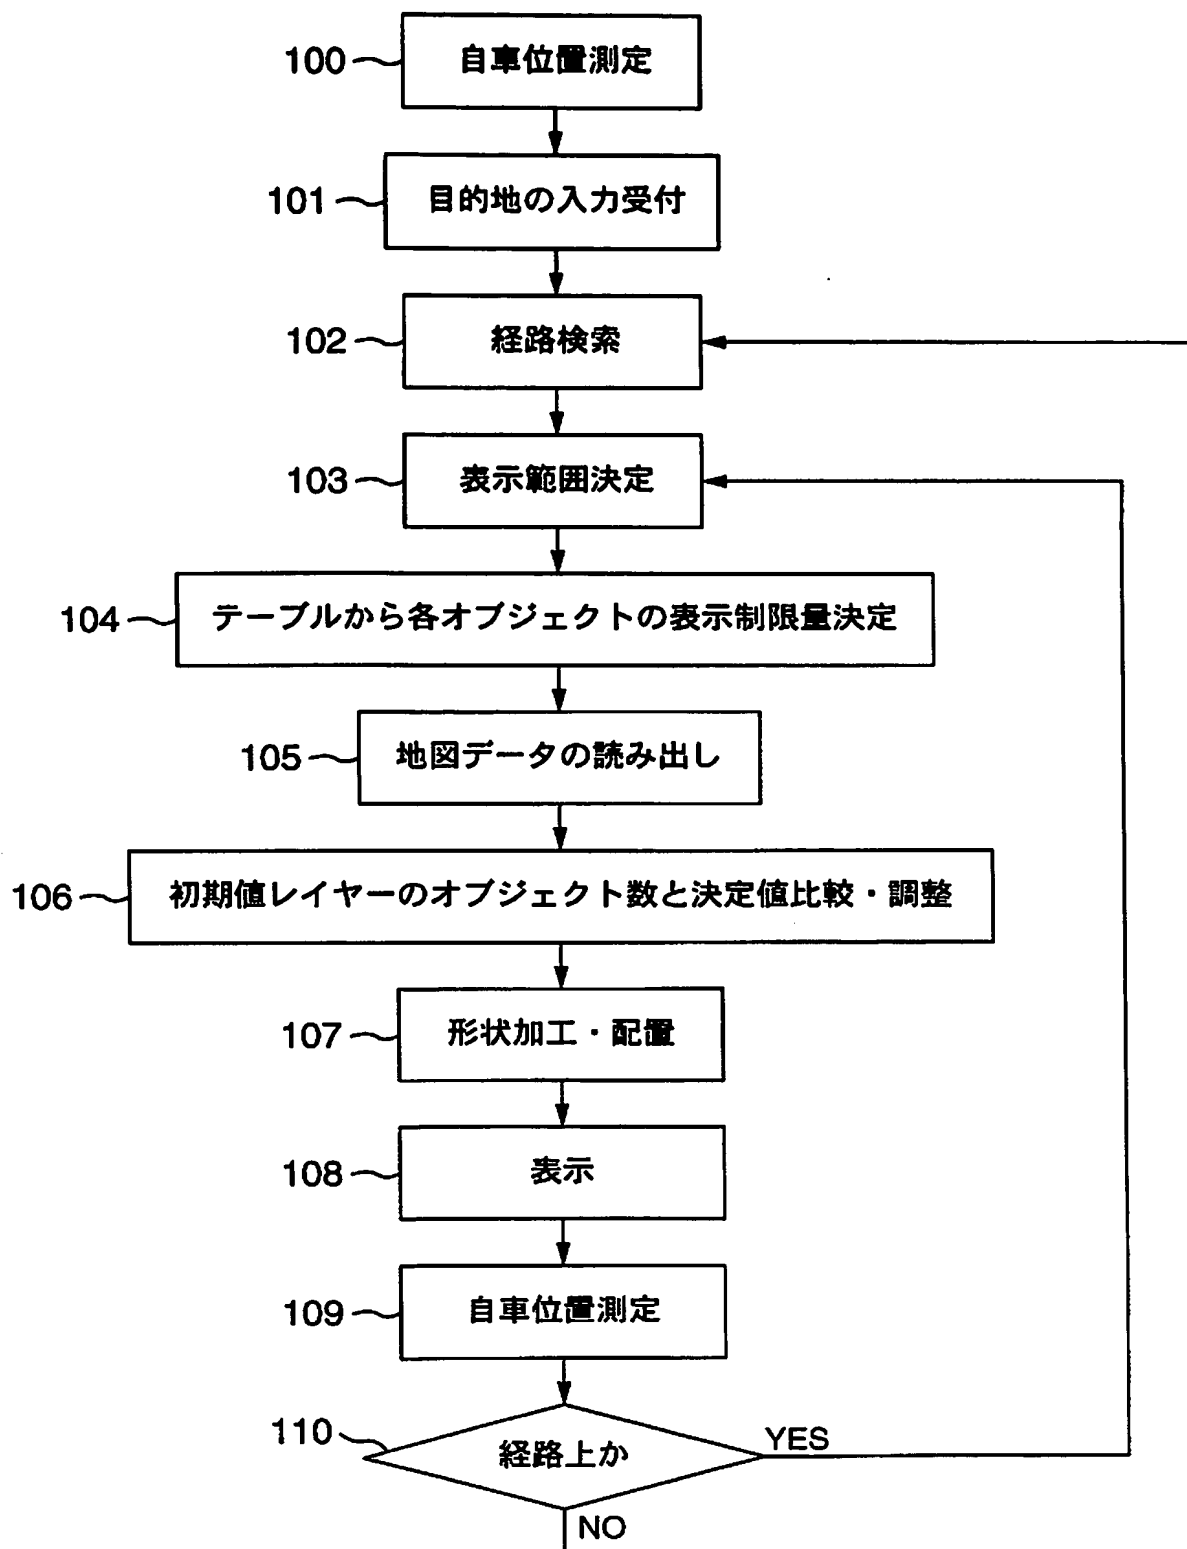 100 自車位置測定
101 目的地の入力受付
102 経路検索
103 表示範囲決定
104 テーブルから各オブジェクトの表示制限量決定
105 地図データの読み出し
106 初期値レイヤーのオブジェクト数と決定値比較・調整
107 形状加工・配置
108 表示
109 自車位置測定
110 経路上か YES
NO